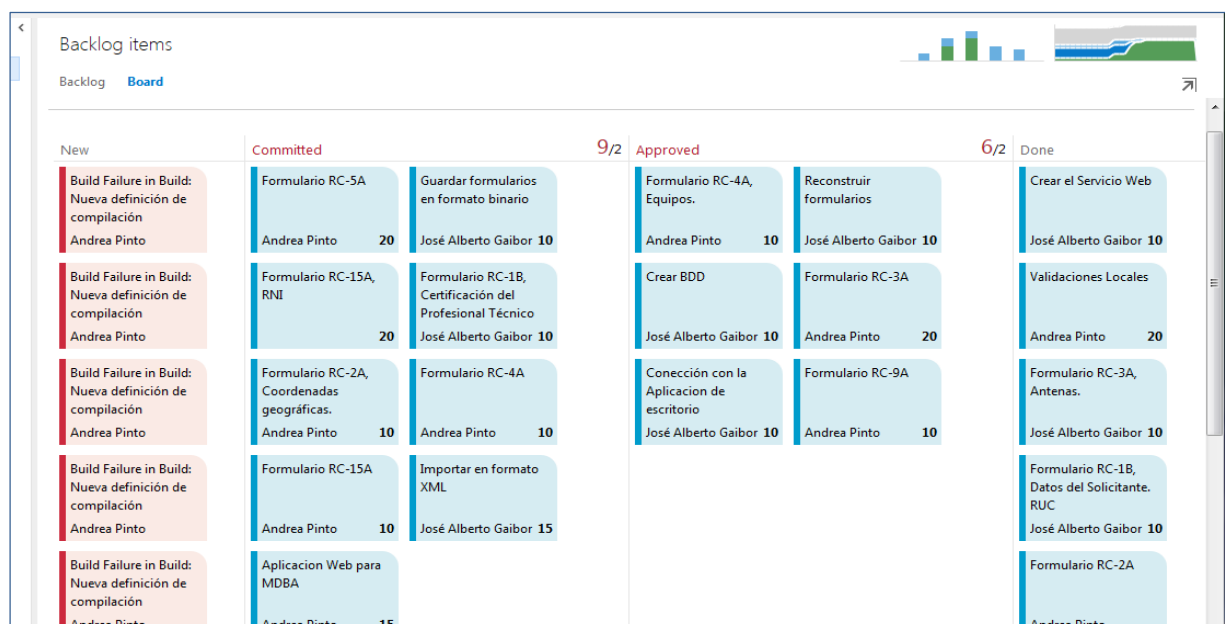 Backlog items
Backlog Board
New
Build Failure in Build:
Nueva definición de
compilación
Andrea Pinto
Build Failure in Build:
Nueva definición de
compilación
Andrea Pinto
Build Failure in Build:
Nueva definición de
compilación
Andrea Pinto
Build Failure in Build:
Nueva definición de
compilación
Andrea Pinto
Build Failure in Build:
Nueva definición de
compilación
Andrea Pinto
Committed 9/2
Formulario RC-5A
Andrea Pinto 20
Guardar formularios
en formato binario
José Alberto Gaibor 10
Formulario RC-15A,
RNI
20
Formulario RC-1B,
Certificación del
Profesional Técnico
José Alberto Gaibor 10
Formulario RC-2A,
Coordenadas
geográficas.
Andrea Pinto 10
Formulario RC-4A
Andrea Pinto 10
Formulario RC-15A
Andrea Pinto 10
Importar en formato
XML
José Alberto Gaibor 15
Aplicacion Web para
MDBA
Andrea Pinto 15
Approved 6/2
Formulario RC-4A,
Equipos.
Andrea Pinto 10
Reconstruir
formularios
José Alberto Gaibor 10
Crear BDD
José Alberto Gaibor 10
Formulario RC-3A
Andrea Pinto 20
Conección con la
Aplicacion de
escritorio
José Alberto Gaibor 10
Formulario RC-9A
Andrea Pinto 10
Done
Crear el Servicio Web
José Alberto Gaibor 10
Validaciones Locales
Andrea Pinto 20
Formulario RC-3A,
Antenas.
José Alberto Gaibor 10
Formulario RC-1B,
Datos del Solicitante.
RUC
José Alberto Gaibor 10
Formulario RC-2A
Andrea Pinto